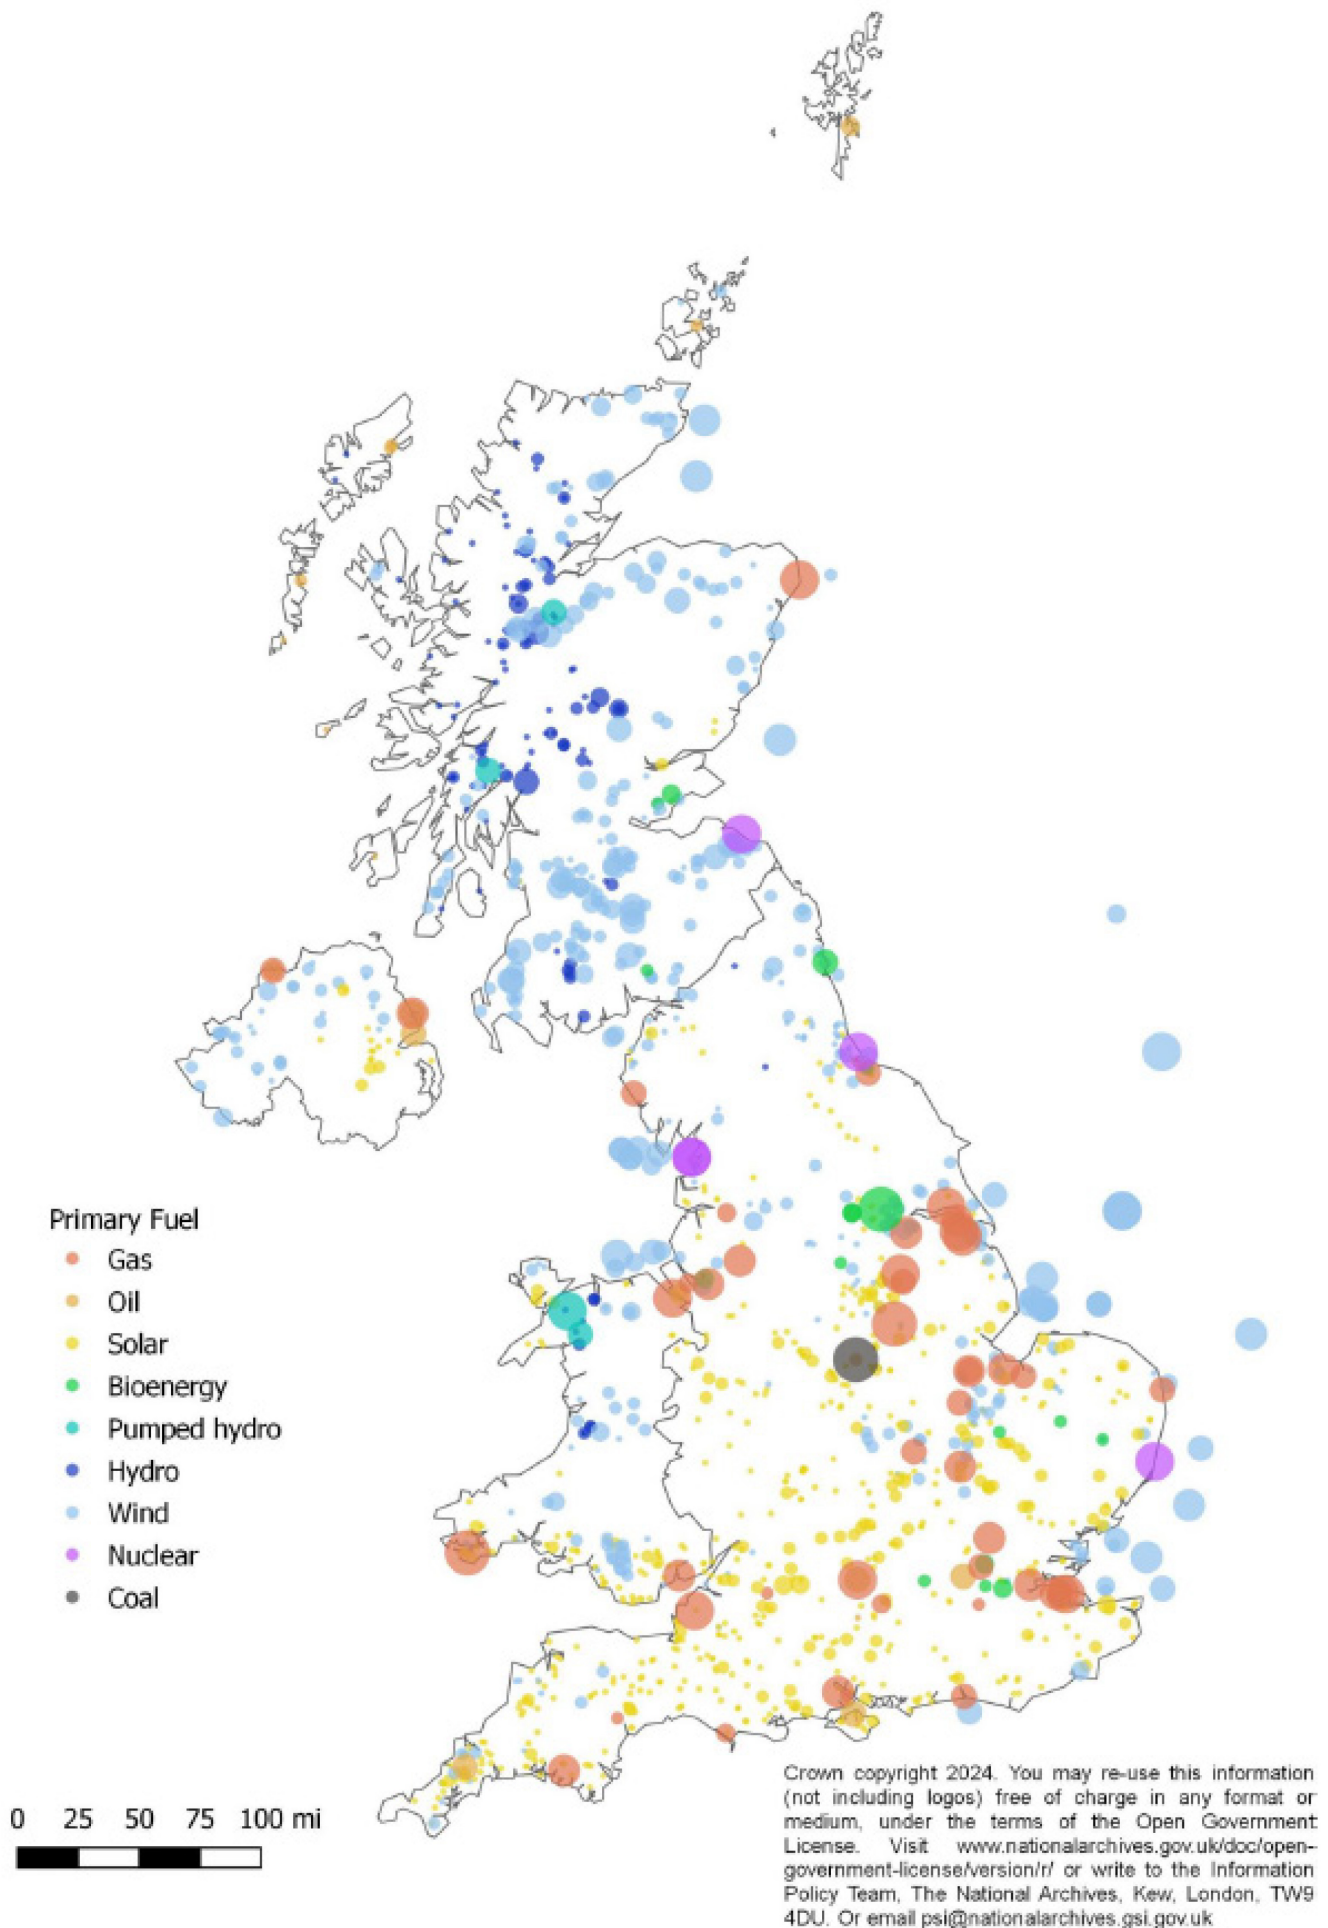 Primary Fuel
Gas
Oil
Solar
Bioenergy
Pumped hydro
Hydro
Wind
Nuclear
Coal
0 25 50 75 100 mi
Crown copyright 2024. You may re-use this information
(not including logos) free of charge in any format or
medium, under the terms of the Open Government
License. Visit www.nationalarchives.gov.uk/doc/open-
government-license/version/r/ or write to the Information
Policy Team, The National Archives, Kew, London, TW9
4DU. Or email psi@nationalarchives.gsi.gov.uk